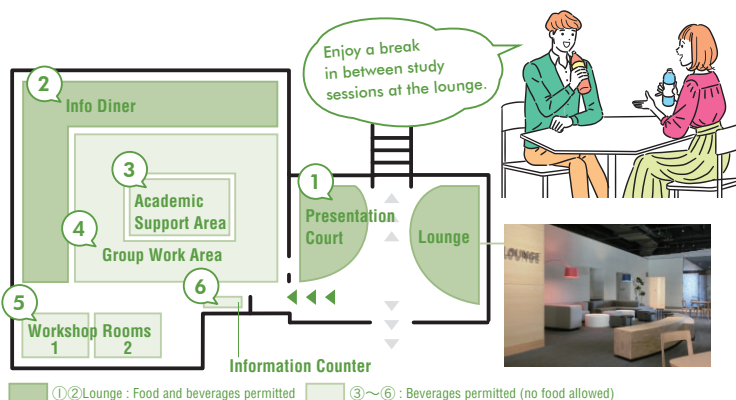 Enjoy a break
in between study
sessions at the lounge.
② Info Diner
③
Academic
Support Area
④
Group Work Area
①
Presentation
Court
Lounge
LOUNGE
⑤
Workshop Rooms
1 2
⑥
Information Counter
①②Lounge : Food and beverages permitted
③～⑥ : Beverages permitted (no food allowed)